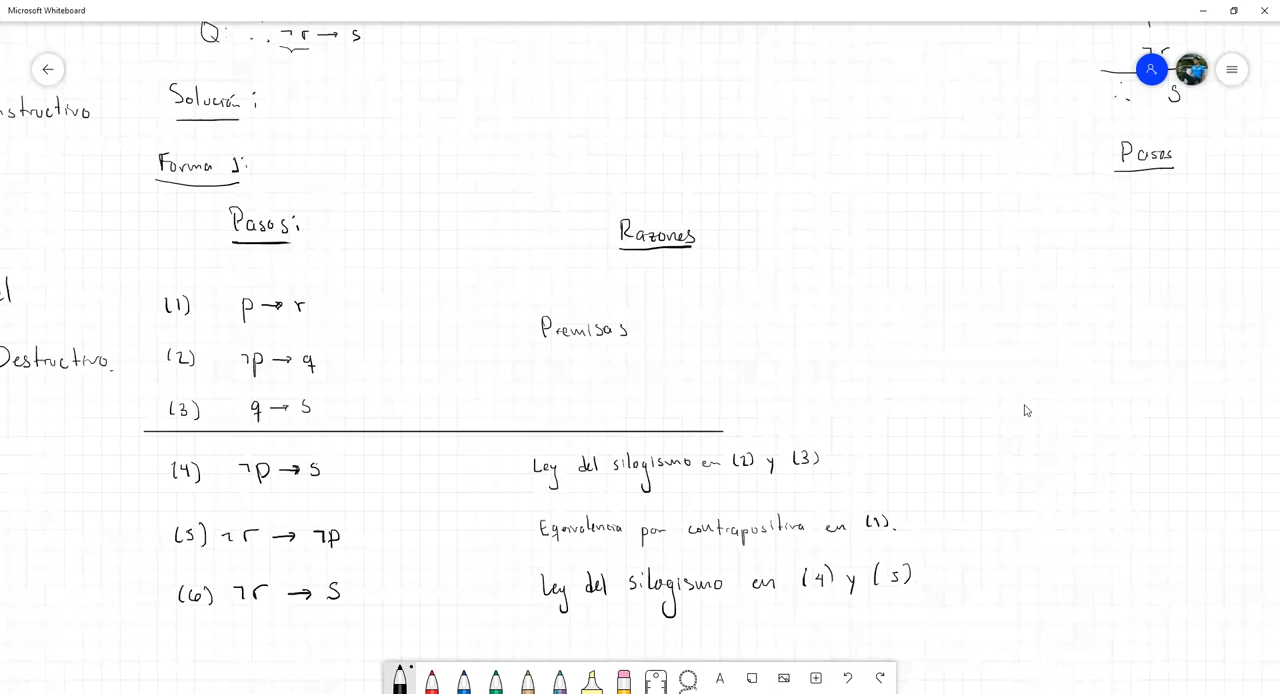 Microsoft Whiteboard
Q: ∴ ¬r → s
Solución:
Forma 1:
Pasos:
Razones
(1) p → r
Premisas
(2) ¬p → q
(3) q → s
(4) ¬p → s
Ley del silogismo en (2) y (3)
(5) ¬r → ¬p
Equivalencia por contrapositiva en (1).
(6) ¬r → s
Ley del silogismo en (4) y (5)
nstructivo
el
Destructivo.
¬r
∴ S
Pasos
A